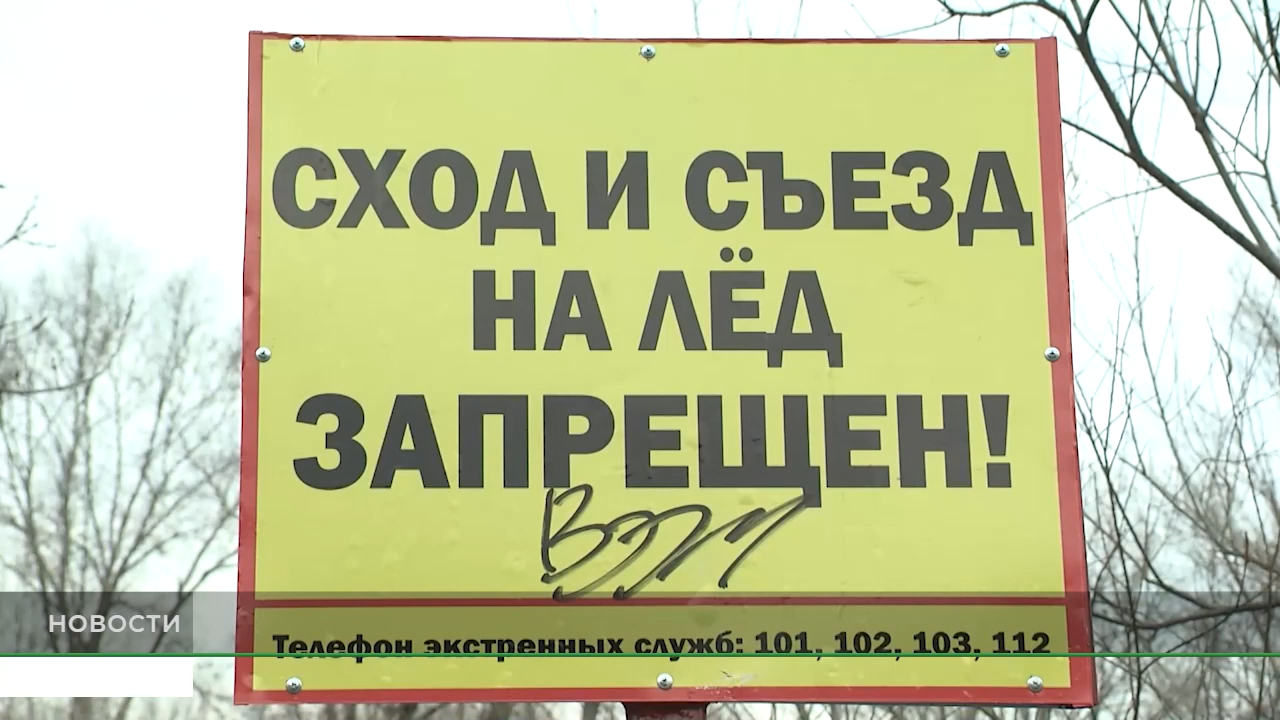 СХОД И СЪЕЗД
НА ЛЁД
ЗАПРЕЩЕН!
Телефон экстренных служб: 101, 102, 103, 112
НОВОСТИ